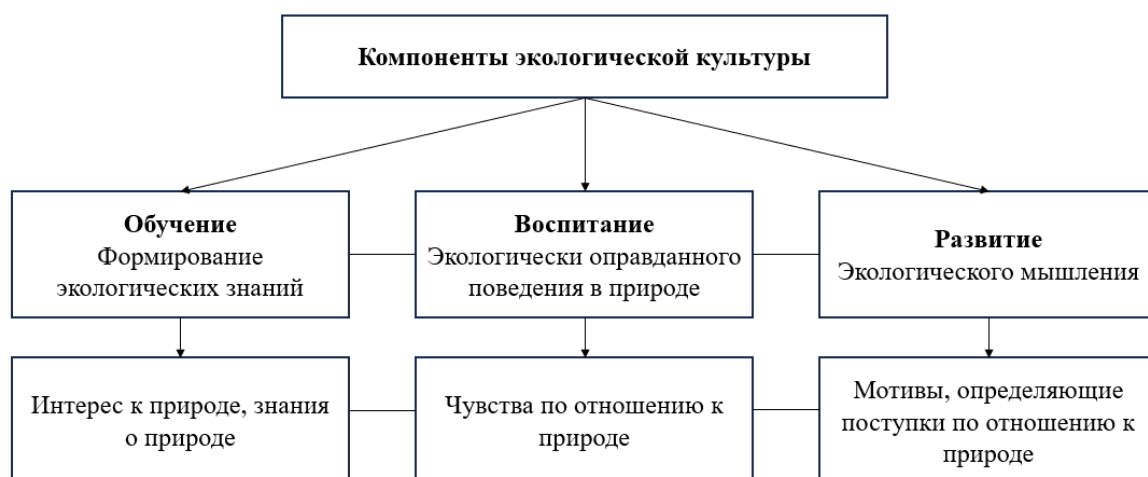 Компоненты экологической культуры
Обучение
Формирование
экологических знаний
Воспитание
Экологически оправданного
поведения в природе
Развитие
Экологического мышления
Интерес к природе, знания
о природе
Чувства по отношению к
природе
Мотивы, определяющие
поступки по отношению к
природе